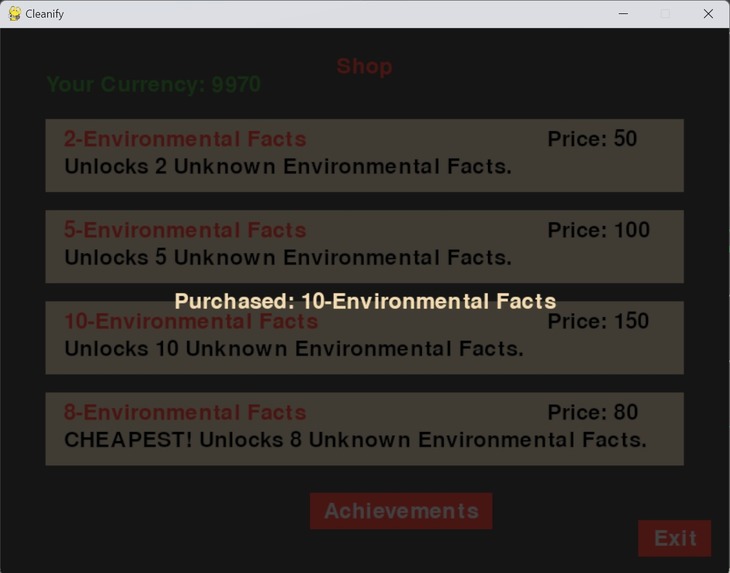 Cleanify
Shop
Your Currency: 9970
2-Environmental Facts Price: 50
Unlocks 2 Unknown Environmental Facts.
5-Environmental Facts Price: 100
Unlocks 5 Unknown Environmental Facts.
Purchased: 10-Environmental Facts
10-Environmental Facts Price: 150
Unlocks 10 Unknown Environmental Facts.
8-Environmental Facts Price: 80
CHEAPEST! Unlocks 8 Unknown Environmental Facts.
Achievements
Exit